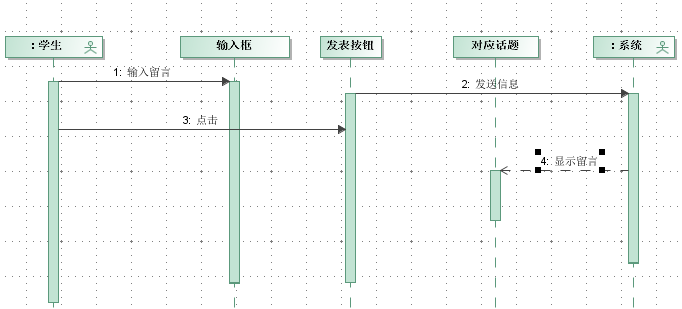 : 学生
输入框
发表按钮
对应话题
: 系统
1: 输入留言
2: 发送信息
3: 点击
4: 显示留言